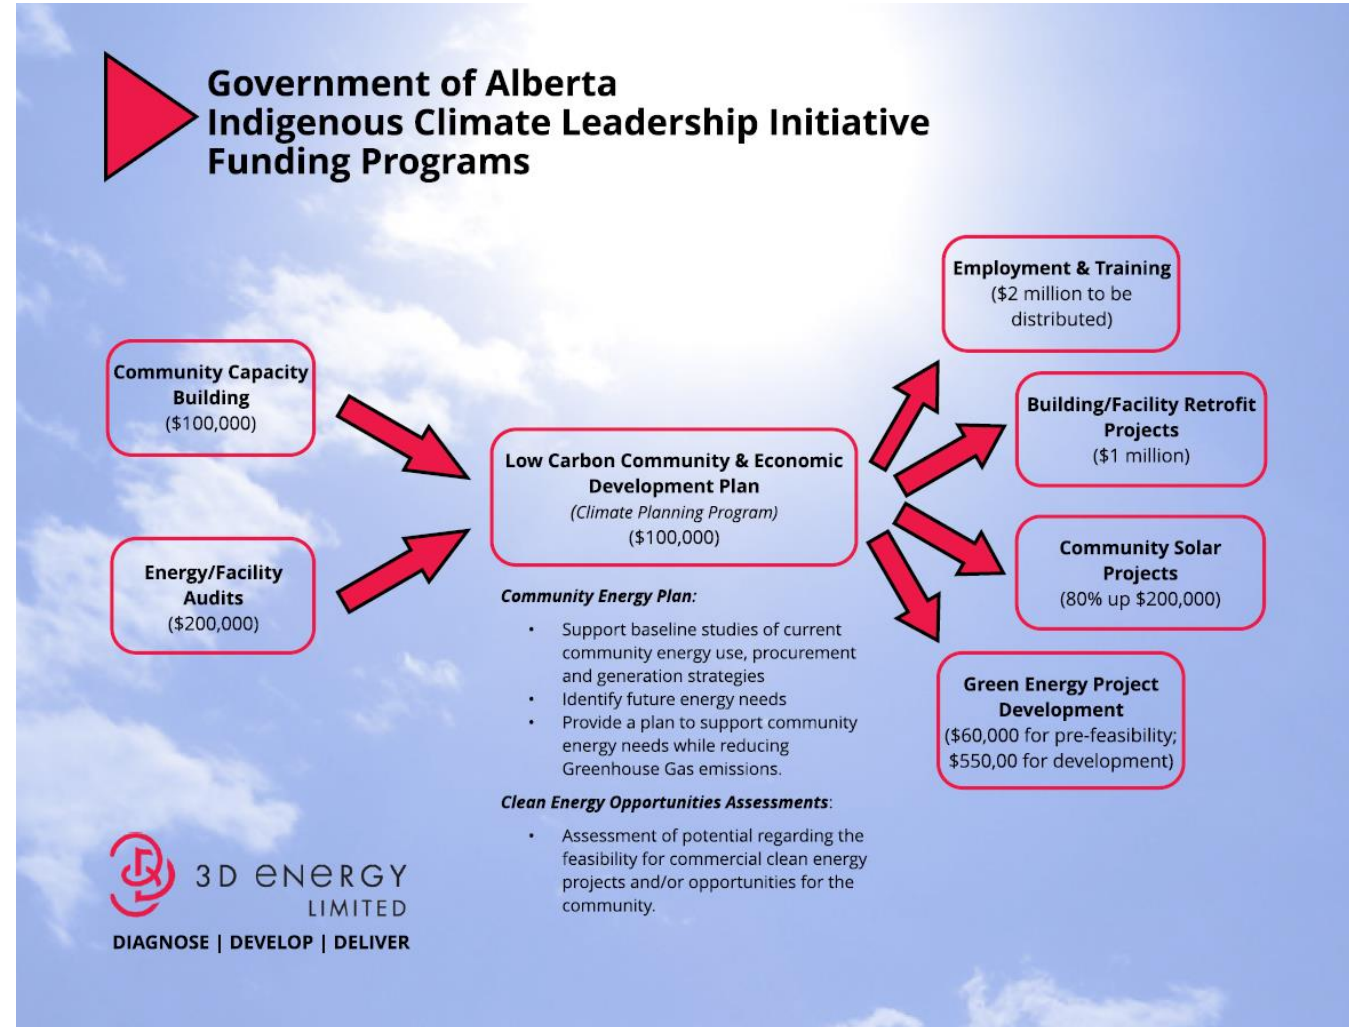 Government of Alberta
Indigenous Climate Leadership Initiative
Funding Programs
Community Capacity
Building
($100,000)
Energy/Facility
Audits
($200,000)
Low Carbon Community & Economic
Development Plan
(Climate Planning Program)
($100,000)
Community Energy Plan:
• Support baseline studies of current
community energy use, procurement
and generation strategies
• Identify future energy needs
• Provide a plan to support community
energy needs while reducing
Greenhouse Gas emissions.
Clean Energy Opportunities Assessments:
• Assessment of potential regarding the
feasibility for commercial clean energy
projects and/or opportunities for the
community.
Employment & Training
($2 million to be
distributed)
Building/Facility Retrofit
Projects
($1 million)
Community Solar
Projects
(80% up $200,000)
Green Energy Project
Development
($60,000 for pre-feasibility;
$550,00 for development)
3D ENERGY
LIMITED
DIAGNOSE | DEVELOP | DELIVER